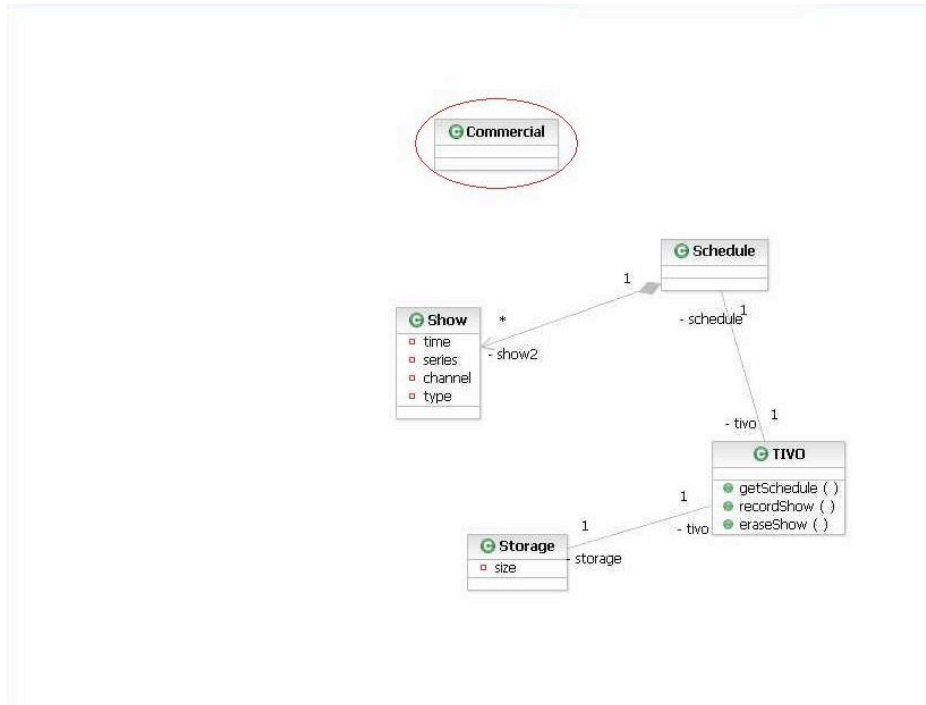 Commercial
Schedule
1
1
- schedule
Show
*
- show2
time
series
channel
type
1
- tivo
TIVO
getSchedule ( )
recordShow ( )
eraseShow ( )
1
- tivo
1
- storage
Storage
size